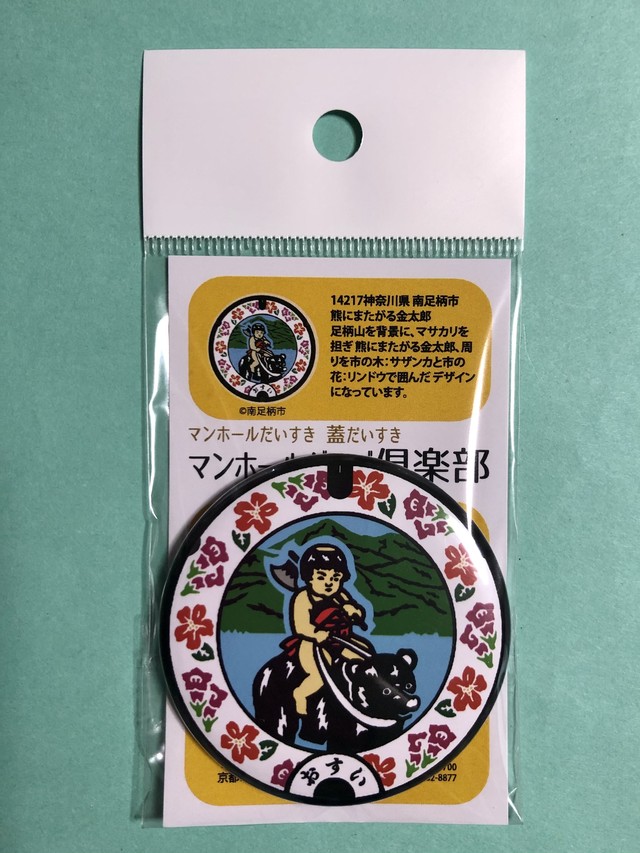 14217神奈川県 南足柄市
熊にまたがる金太郎
足柄山を背景に、マサカリを
担ぎ 熊にまたがる金太郎、周
りを市の木：サザンカと市の
花：リンドウで囲んだ デザイン
になっています。
©南足柄市
マンホールだいすき 蓋だいすき
マンホール 倶楽部
おすい
京都
700
2-8877